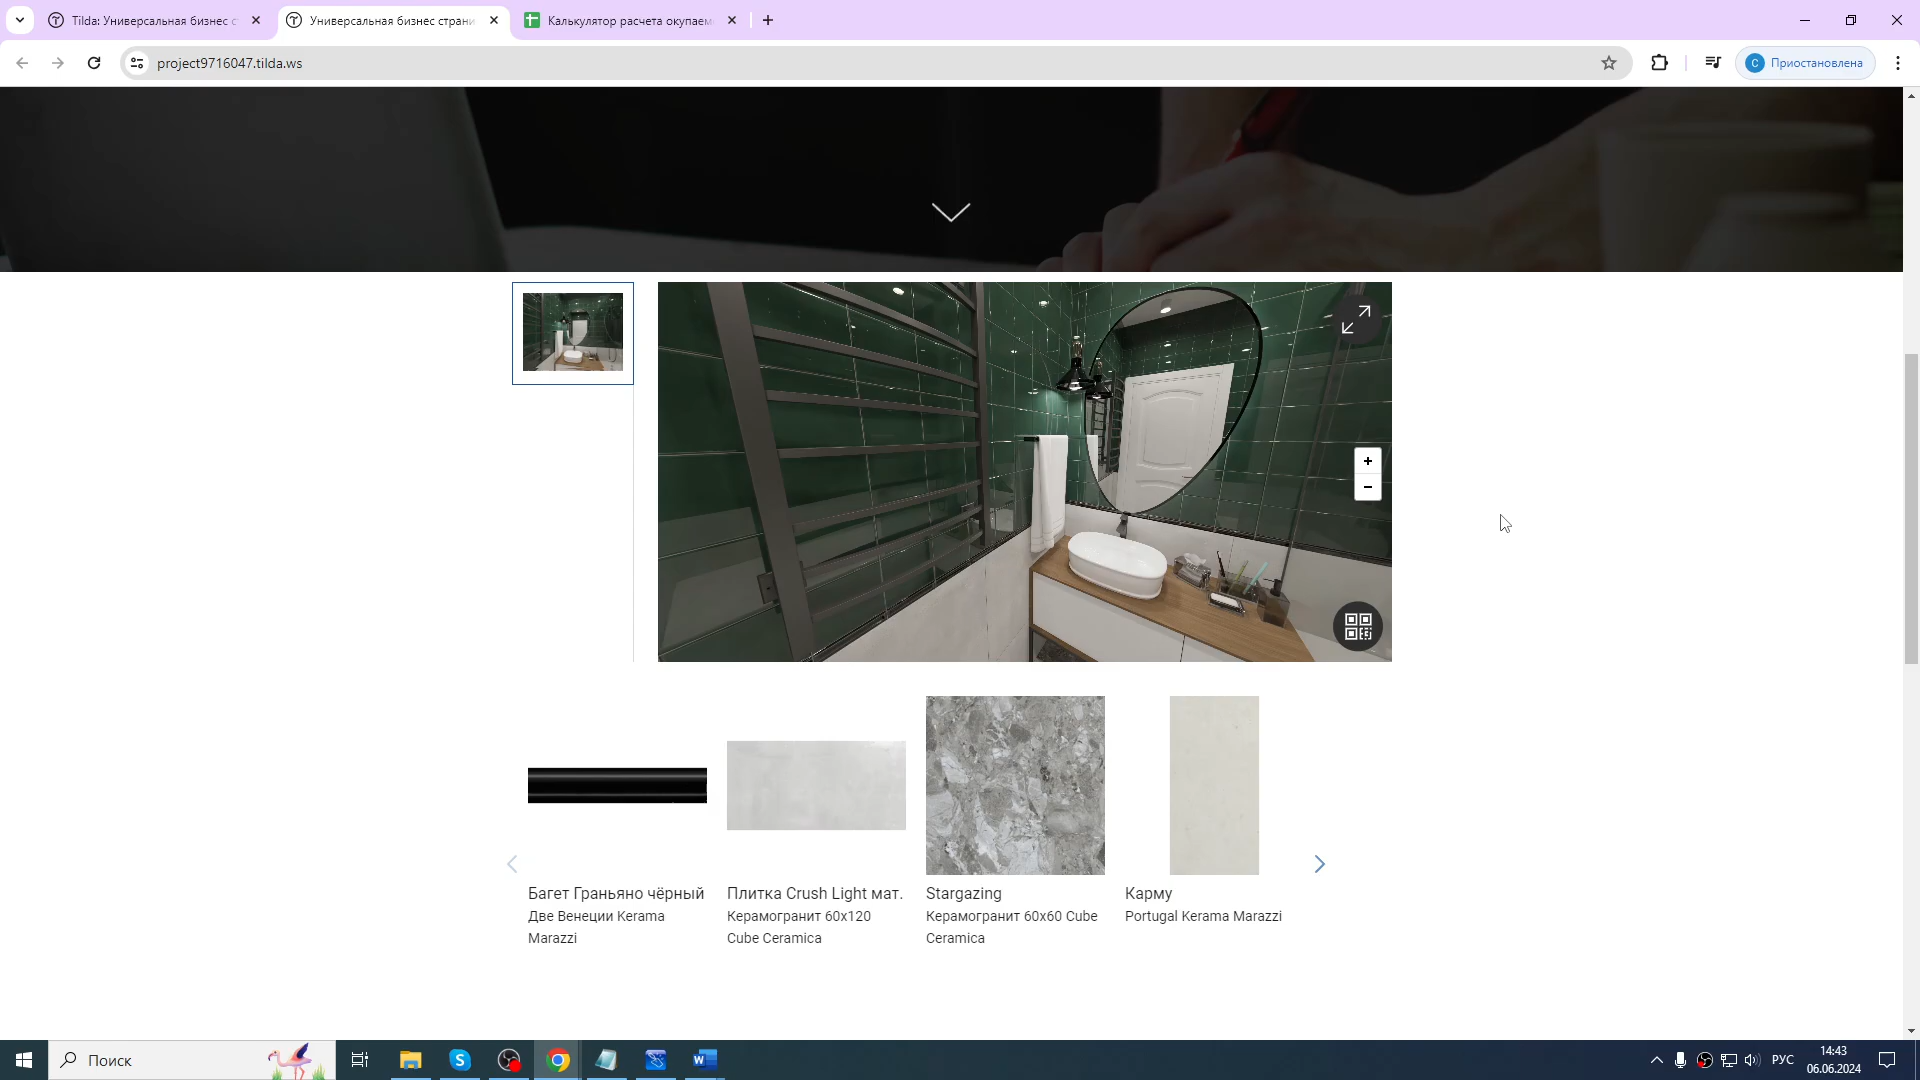 Tilda: Универсальная бизнес с
Универсальная бизнес страни
Калькулятор расчета окупаем
project9716047.tilda.ws
С
Приостановлена
+
−
Багет Граньяно чёрный
Две Венеции Kerama
Marazzi
Плитка Crush Light мат.
Керамогранит 60x120
Cube Ceramica
Stargazing
Керамогранит 60x60 Cube
Ceramica
Карму
Portugal Kerama Marazzi
Поиск
РУС
14:43
06.06.2024